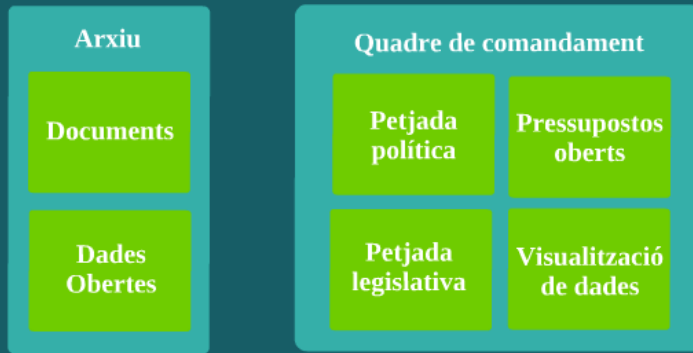 Arxiu
Documents
Dades
Obertes
Quadre de comandament
Petjada
política
Pressupostos
oberts
Petjada
legislativa
Visualització
de dades